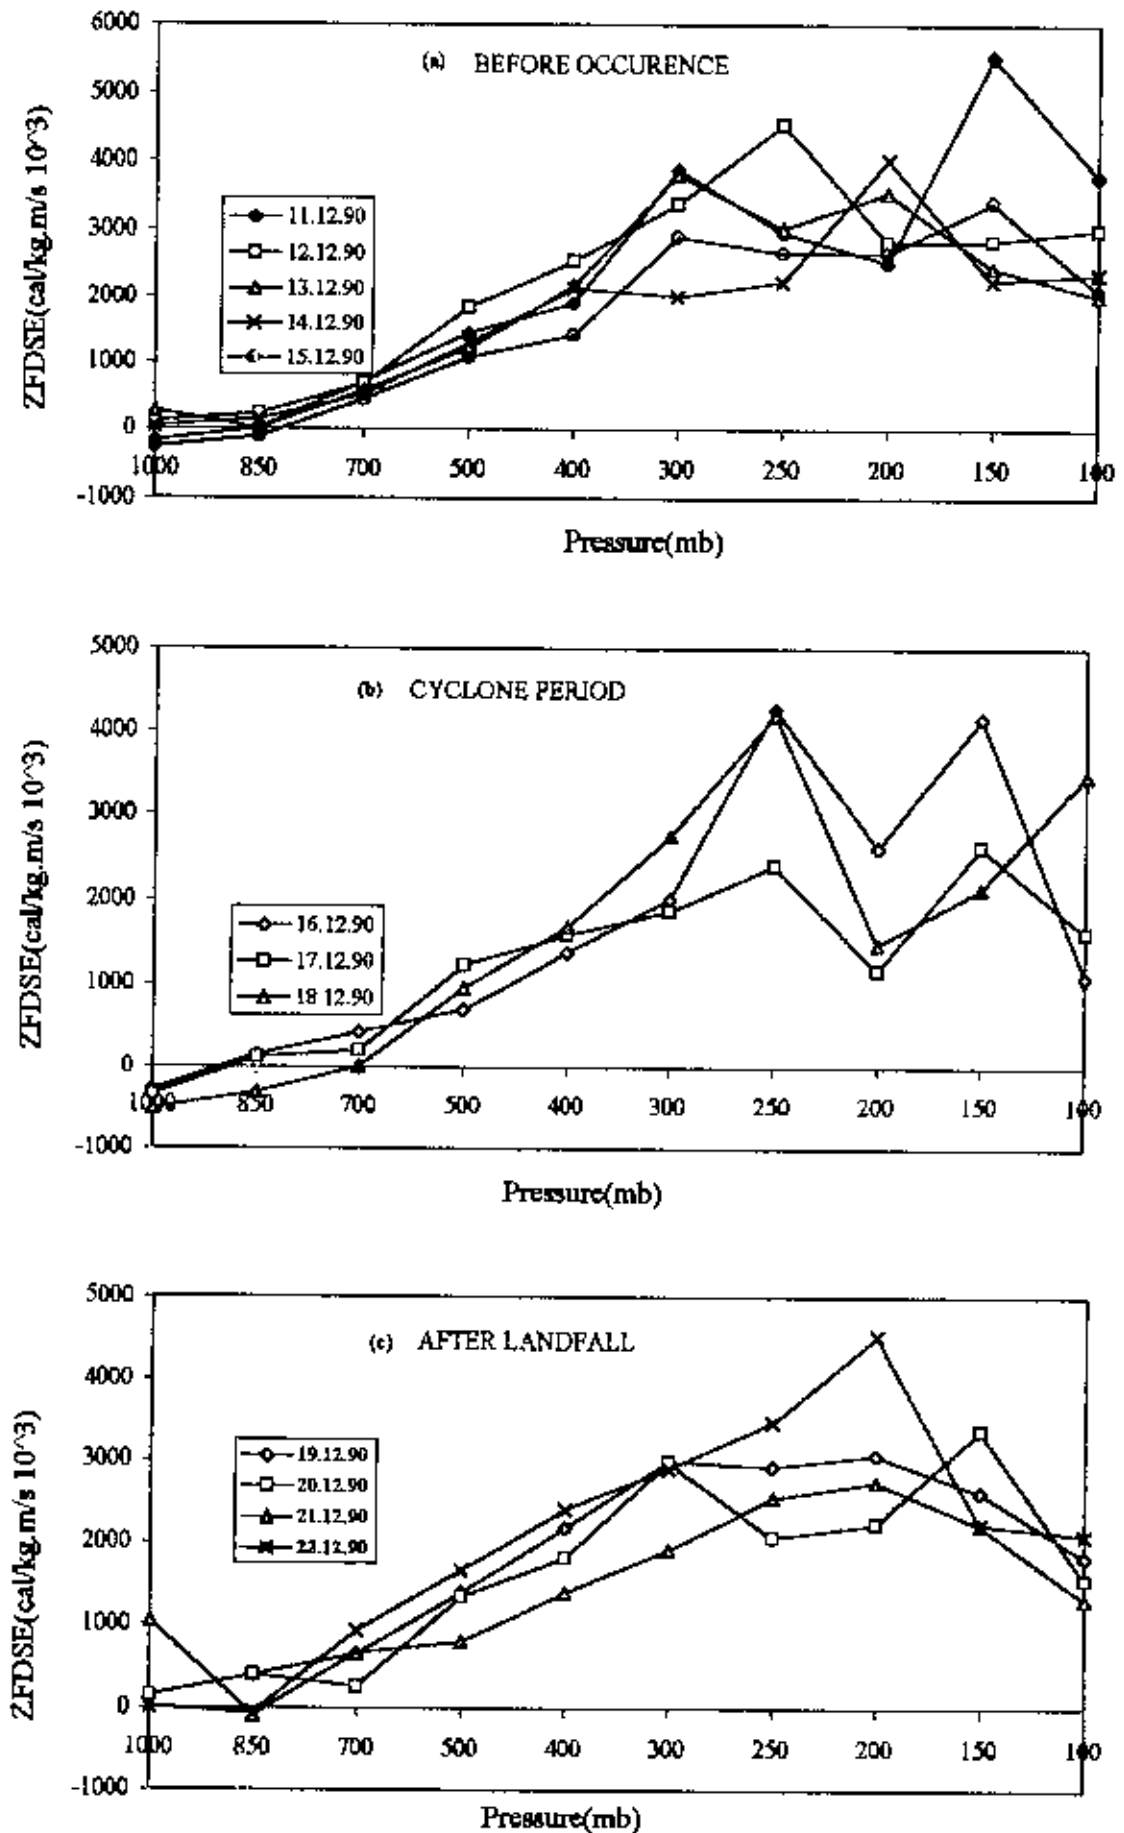 6000
(a) BEFORE OCCURENCE
5000
4000
3000
2000
1000
0
-1000
ZFDSE(cal/kg.m/s 10^3)
11.12.90
12.12.90
13.12.90
14.12.90
15.12.90
1000 850 700 500 400 300 250 200 150 100
Pressure(mb)
5000
(b) CYCLONE PERIOD
4000
3000
2000
1000
0
-1000
ZFDSE(cal/kg.m/s 10^3)
16.12.90
17.12.90
18 12.90
1000 850 700 500 400 300 250 200 150 100
Pressure(mb)
5000
(c) AFTER LANDFALL
4000
3000
2000
1000
0
-1000
ZFDSE(cal/kg.m/s 10^3)
19.12.90
20.12.90
21.12.90
22.12.90
1000 850 700 500 400 300 250 200 150 100
Pressure(mb)